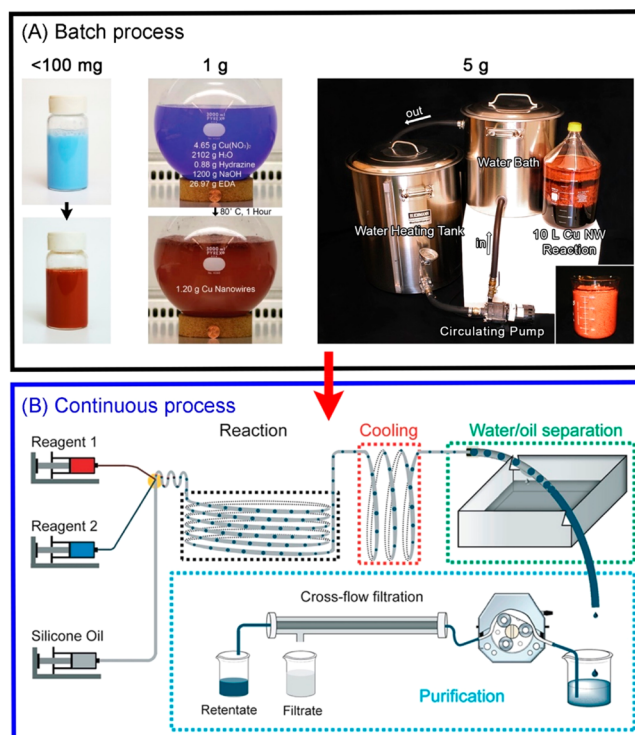 (A) Batch process
<100 mg
1 g
5 g
4.65 g Cu(NO₃)₂
2102 g H₂O
0.88 g Hydrazine
1200 g NaOH
26.97 g EDA
80° C, 1 Hour
1.20 g Cu Nanowires
out
Water Bath
Water Heating Tank
in
10 L Cu NW
Reaction
Circulating Pump
(B) Continuous process
Reagent 1
Reaction
Cooling
Water/oil separation
Reagent 2
Silicone Oil
Cross-flow filtration
Retentate
Filtrate
Purification